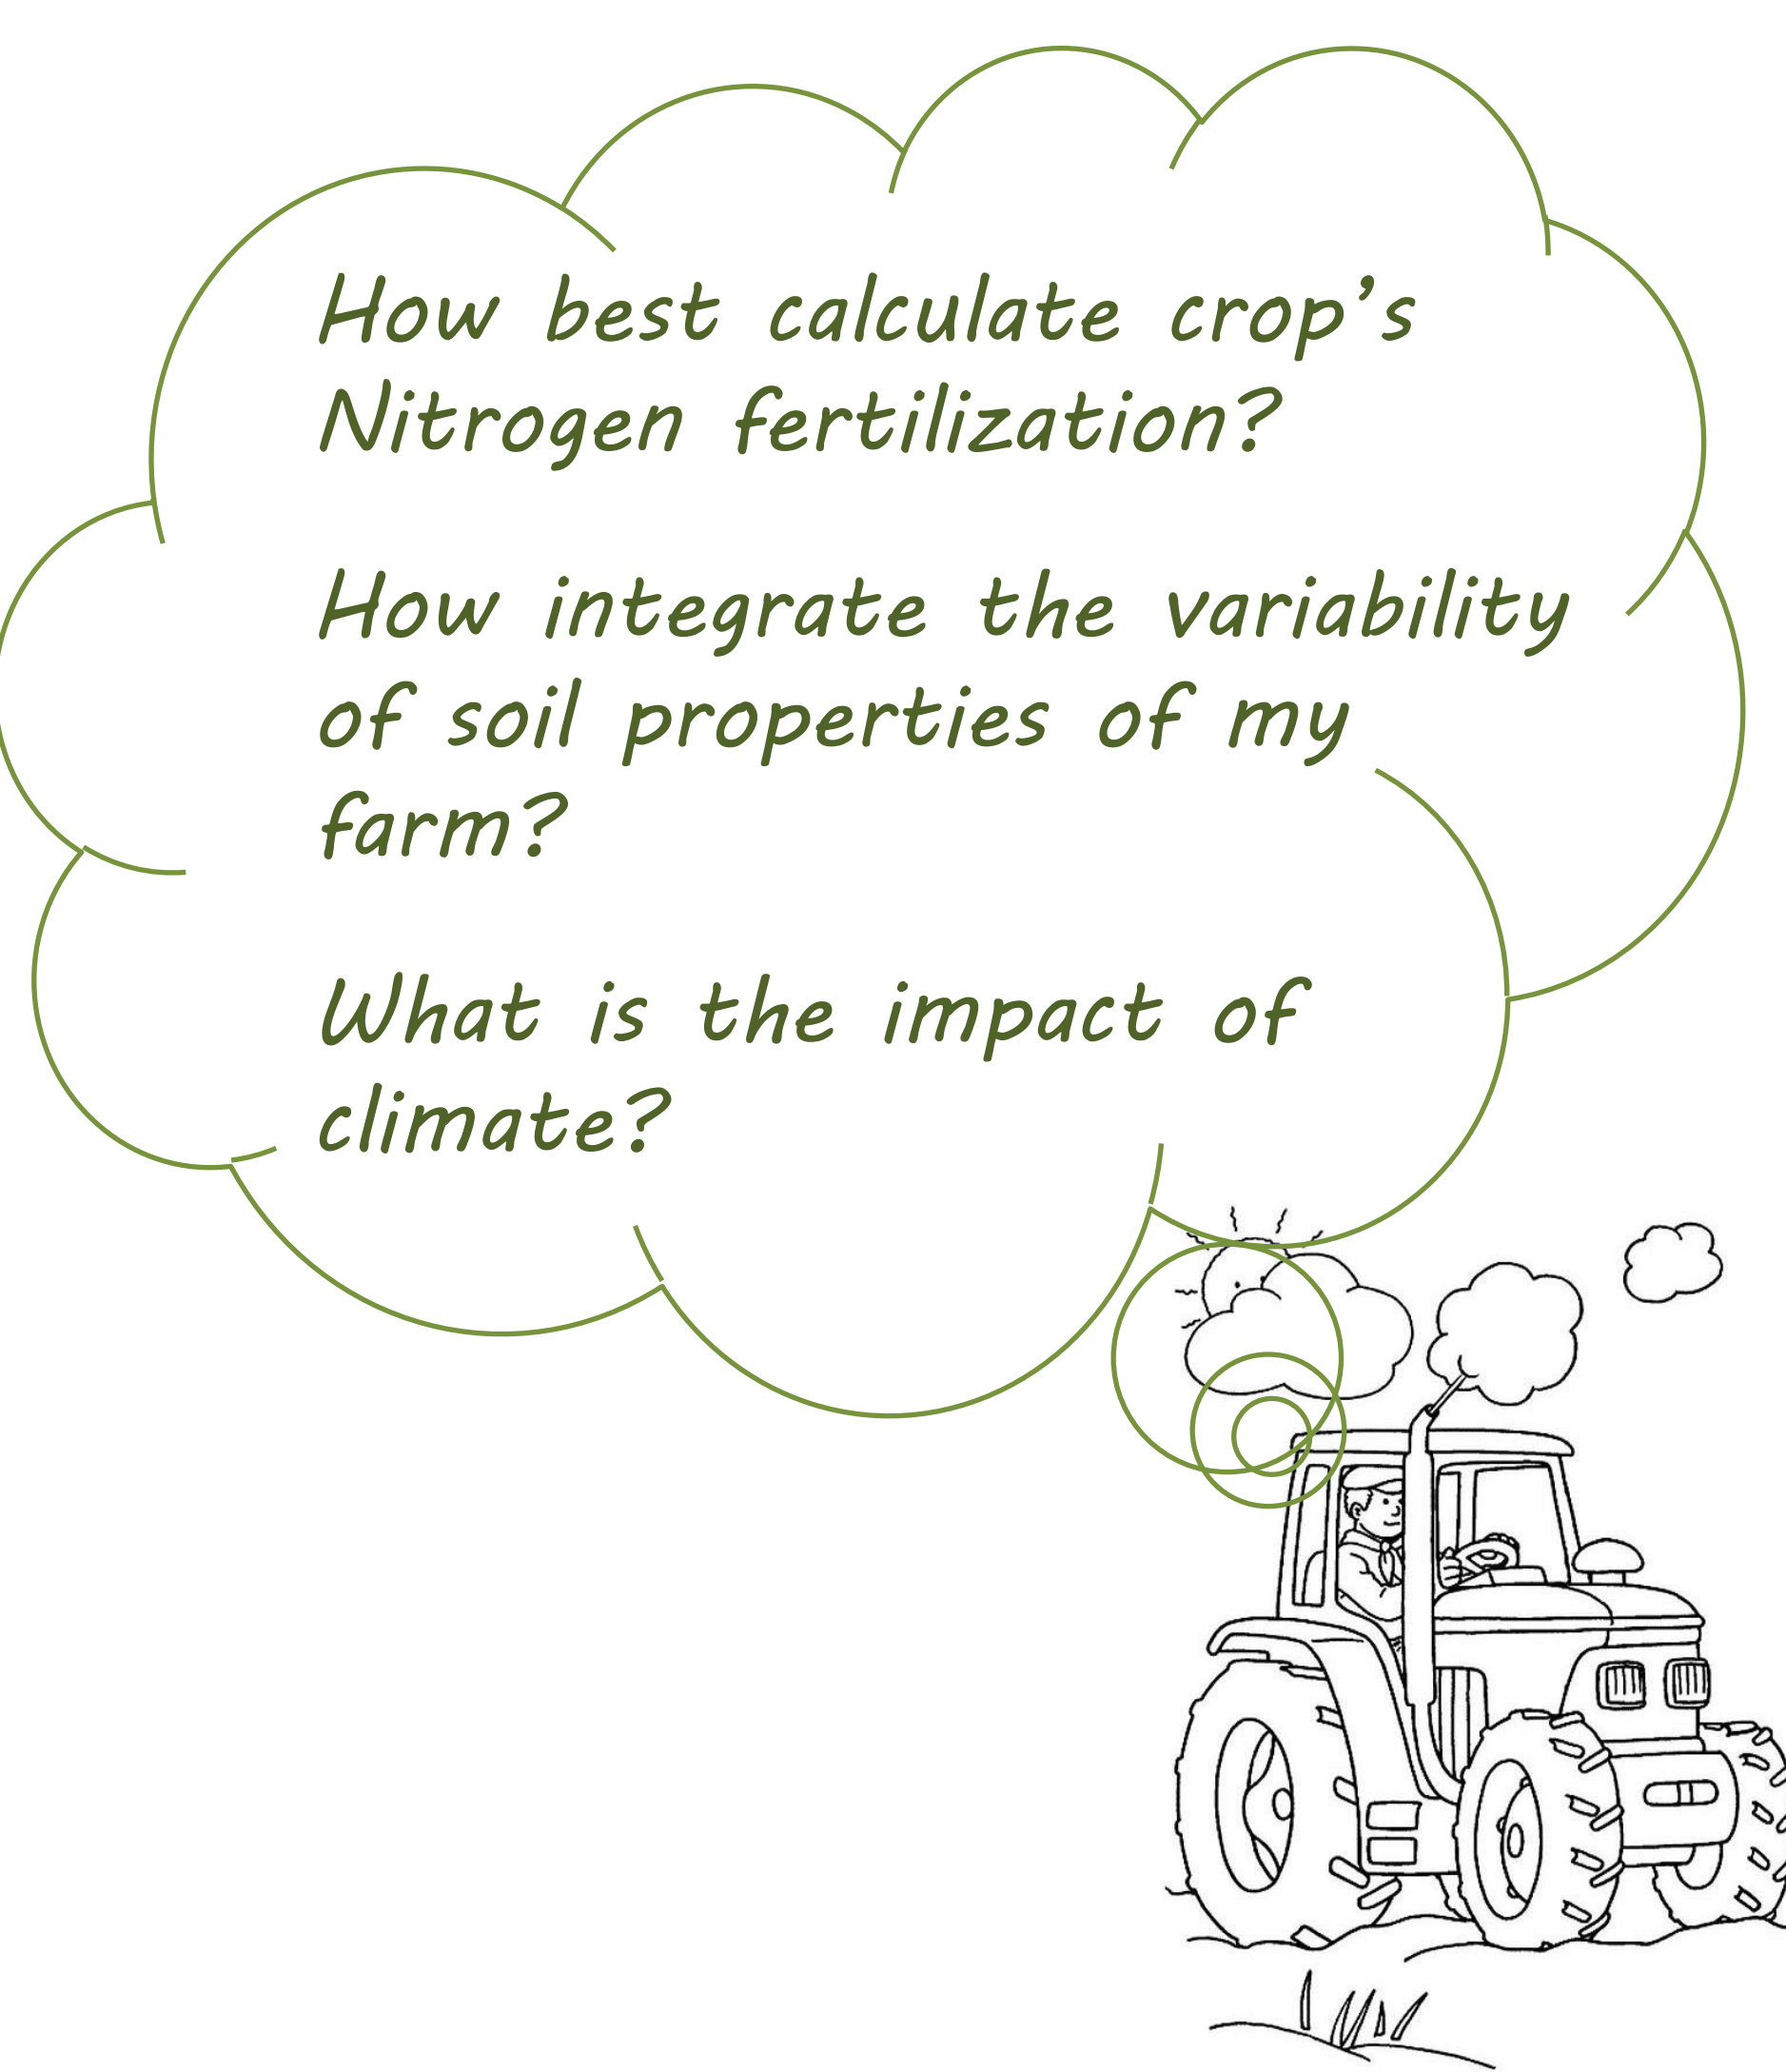 How best calculate crop’s
Nitrogen fertilization?
How integrate the variability
of soil properties of my
farm?
What is the impact of
climate?